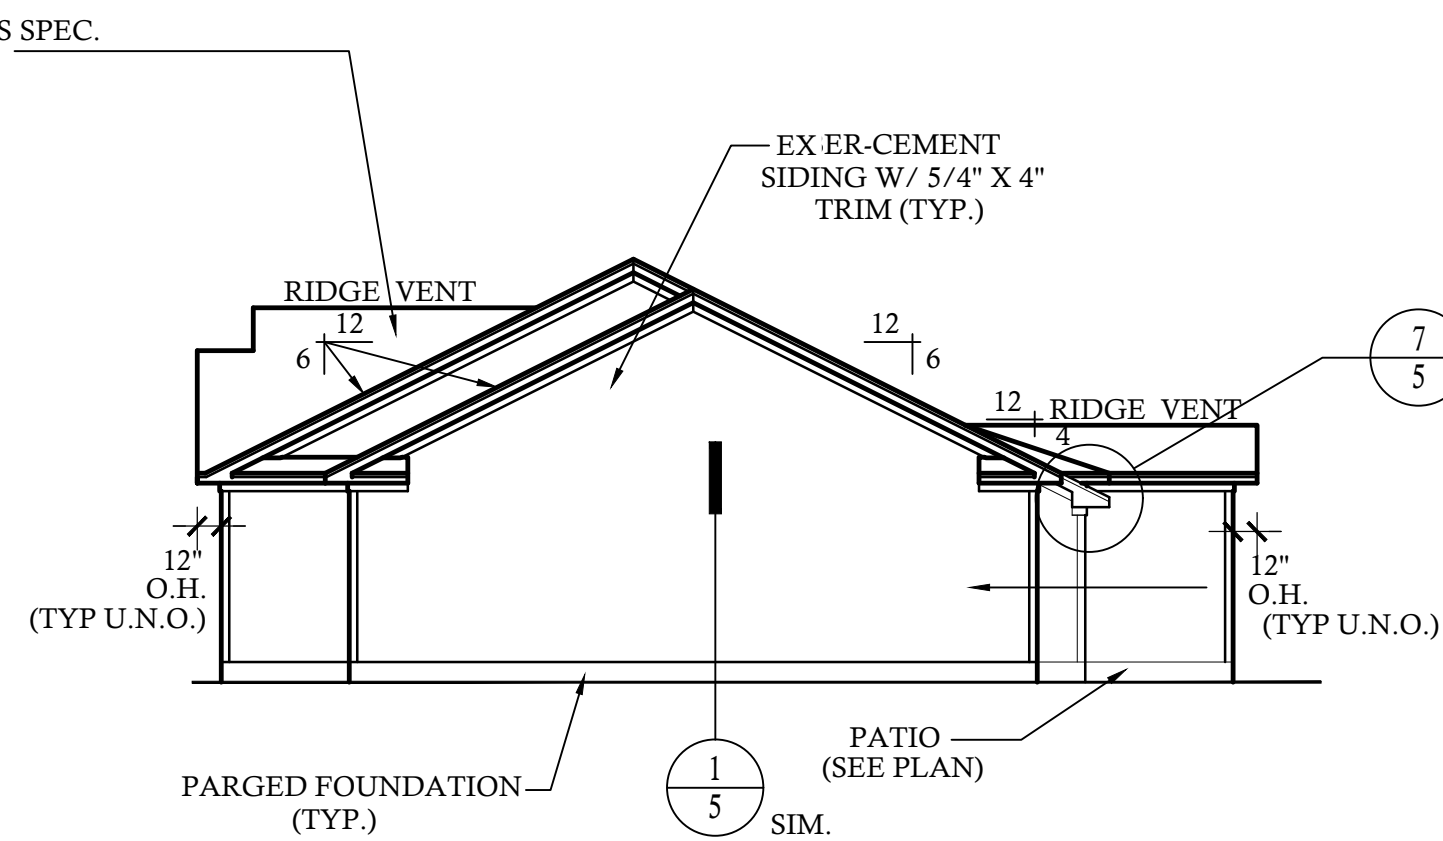 S SPEC.
EX ER-CEMENT
SIDING W/ 5/4" X 4"
TRIM (TYP.)
RIDGE VENT
12
6
12
6
7
5
12
RIDGE VENT
4
12"
O.H.
(TYP U.N.O.)
12"
O.H.
(TYP U.N.O.)
PATIO
(SEE PLAN)
PARGED FOUNDATION
(TYP.)
1
5
SIM.